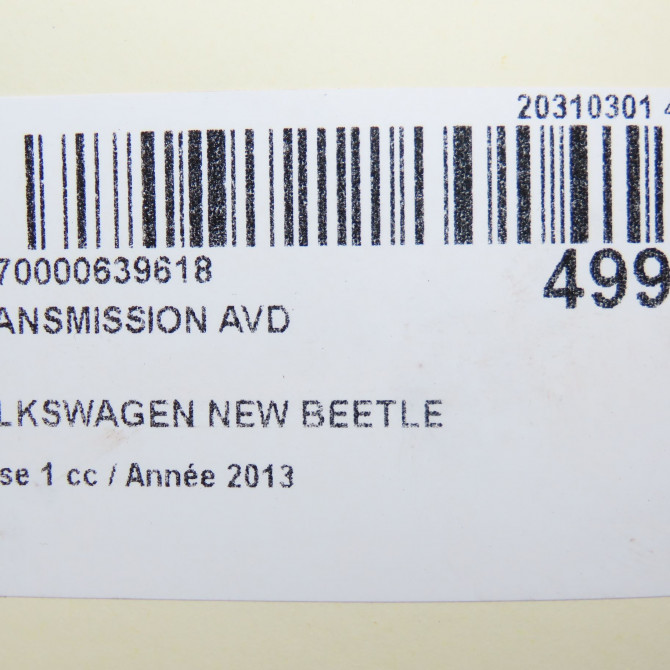 20310301 4
70000639618
499
ANSMISSION AVD
LKSWAGEN NEW BEETLE
se 1 cc / Année 2013